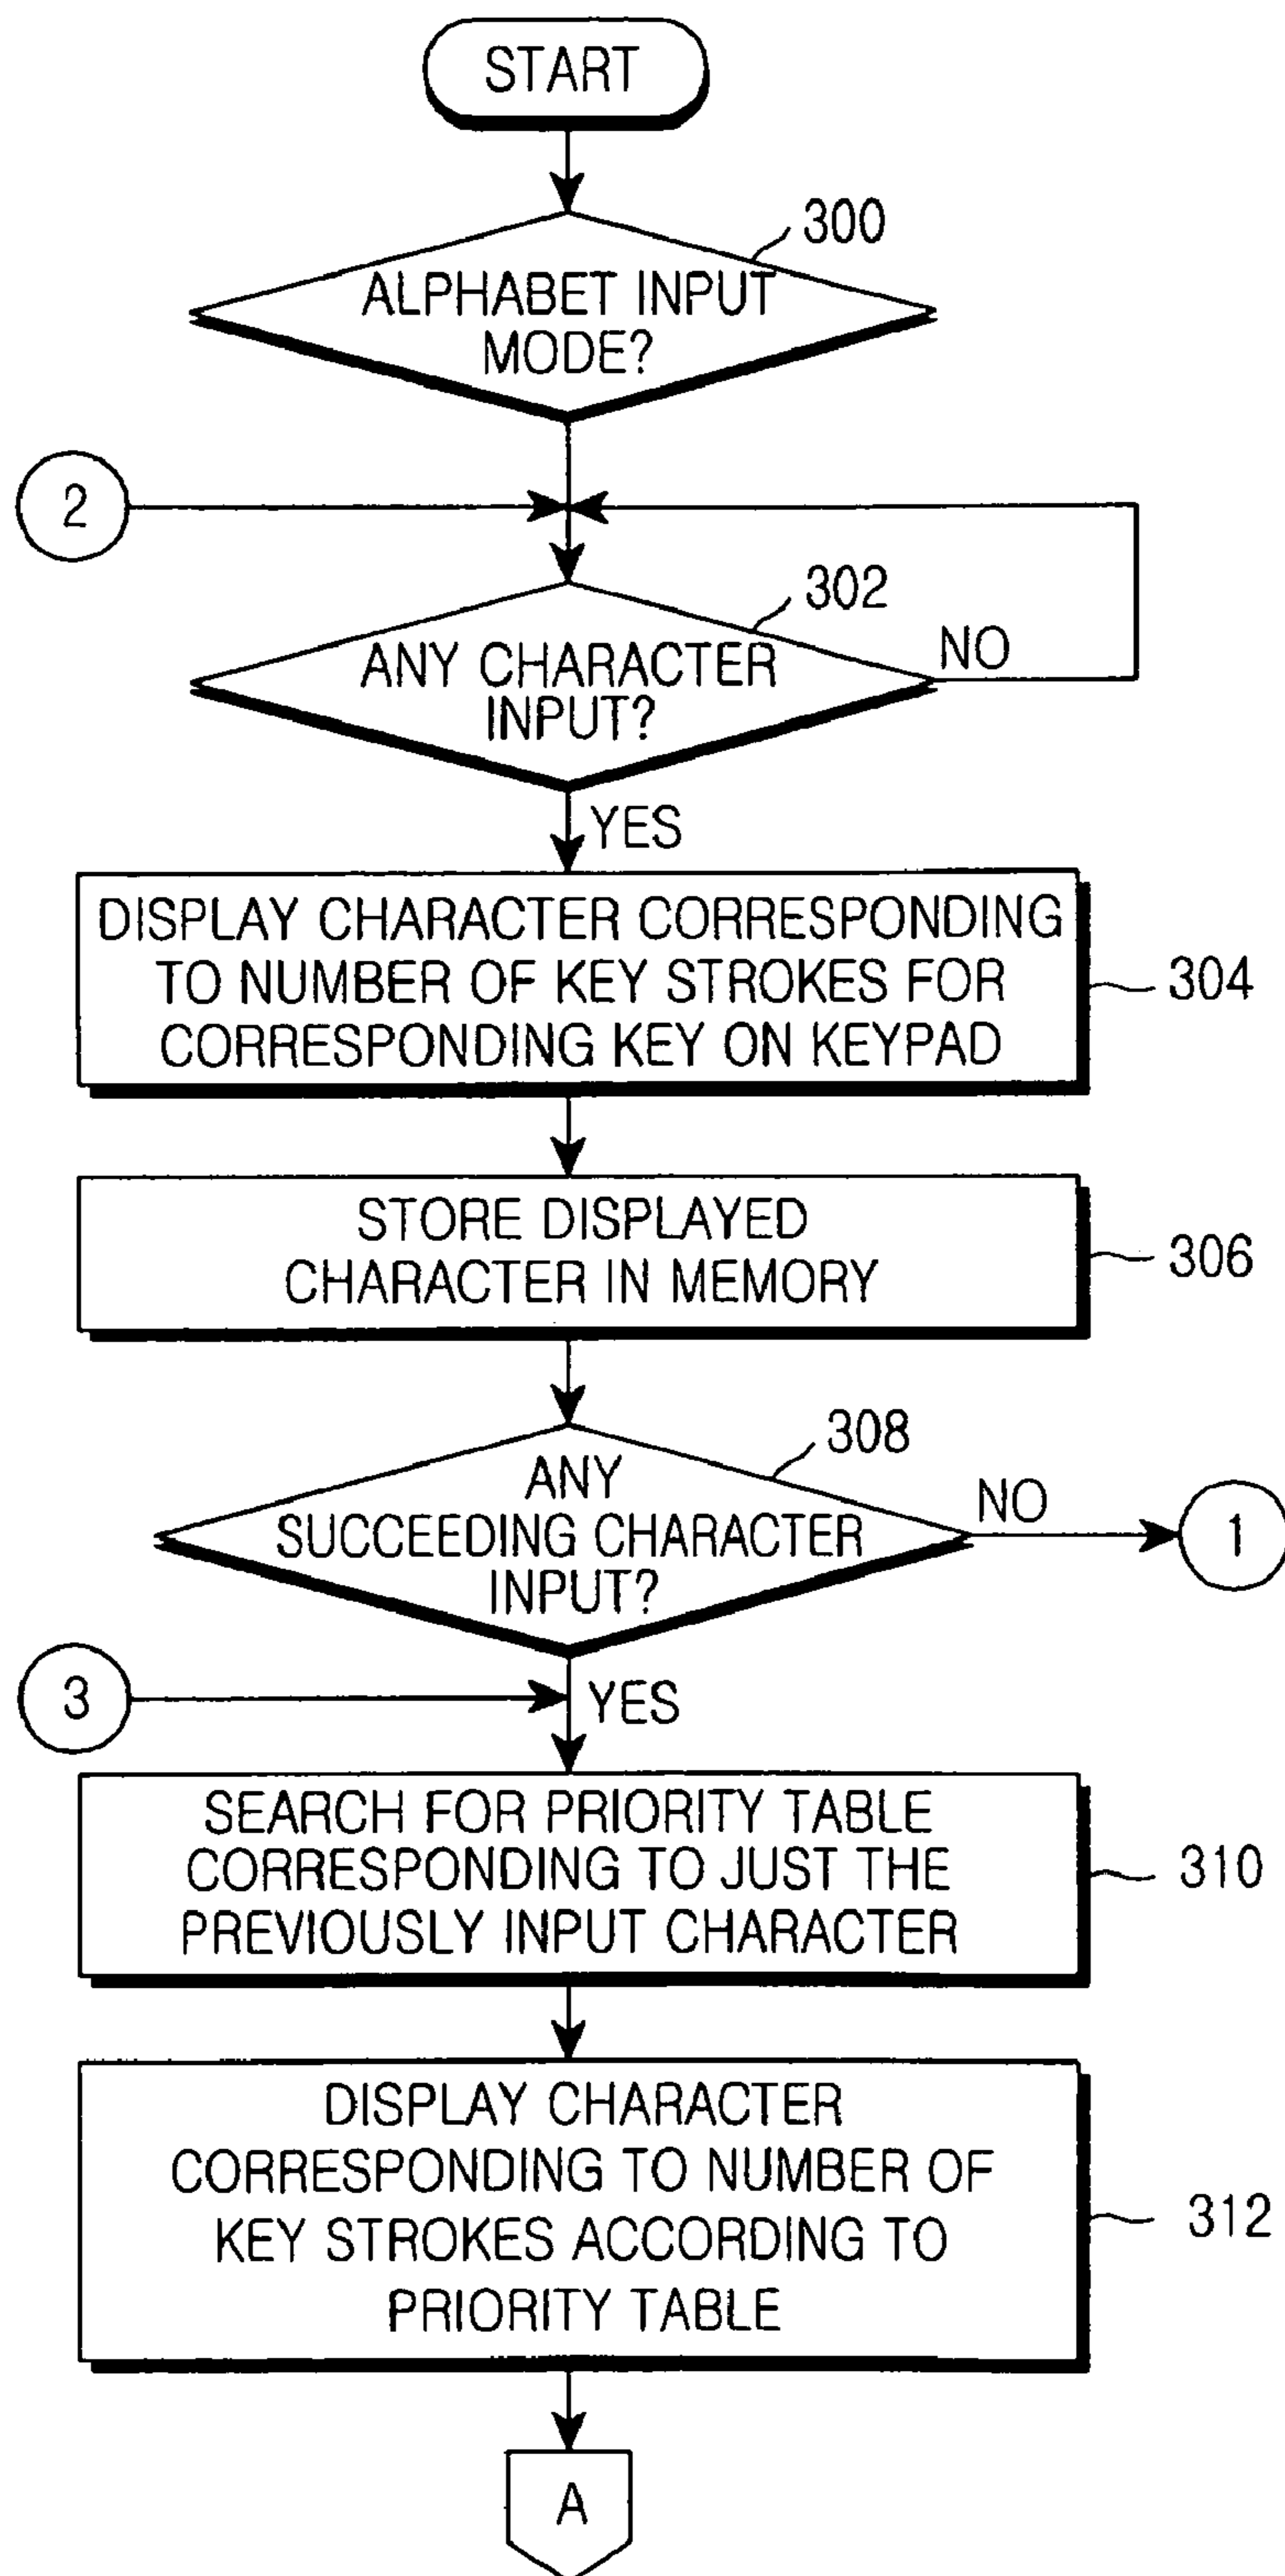 START
300
ALPHABET INPUT
MODE?
2
302
ANY CHARACTER
INPUT?
NO
YES
DISPLAY CHARACTER CORRESPONDING
TO NUMBER OF KEY STROKES FOR
CORRESPONDING KEY ON KEYPAD
304
STORE DISPLAYED
CHARACTER IN MEMORY
306
308
ANY
SUCCEEDING CHARACTER
INPUT?
NO
1
3
YES
SEARCH FOR PRIORITY TABLE
CORRESPONDING TO JUST THE
PREVIOUSLY INPUT CHARACTER
310
DISPLAY CHARACTER
CORRESPONDING TO NUMBER OF
KEY STROKES ACCORDING TO
PRIORITY TABLE
312
A